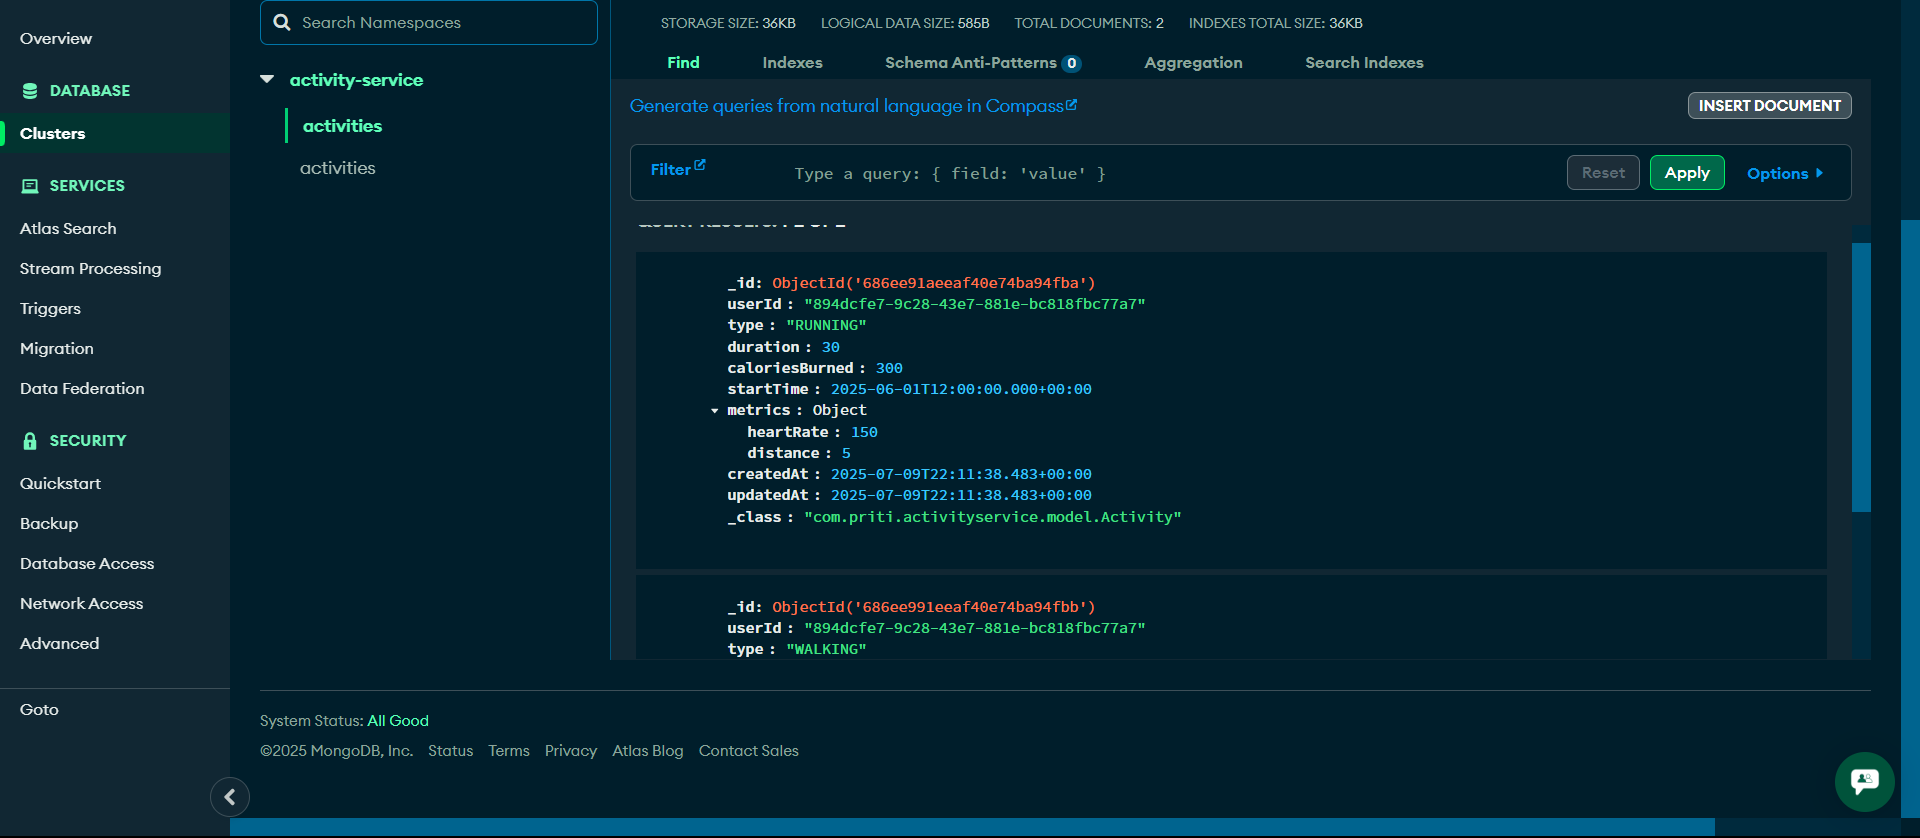 Overview
DATABASE
Clusters
SERVICES
Atlas Search
Stream Processing
Triggers
Migration
Data Federation
SECURITY
Quickstart
Backup
Database Access
Network Access
Advanced
Goto
Search Namespaces
activity-service
activities
activities
STORAGE SIZE: 36KB LOGICAL DATA SIZE: 585B TOTAL DOCUMENTS: 2 INDEXES TOTAL SIZE: 36KB
Find Indexes Schema Anti-Patterns 0 Aggregation Search Indexes
Generate queries from natural language in Compass
INSERT DOCUMENT
Filter Type a query: { field: 'value' } Reset Apply Options
_id: ObjectId('686ee91aeeaf40e74ba94fba')
userId : "894dcfe7-9c28-43e7-881e-bc818fbc77a7"
type : "RUNNING"
duration : 30
caloriesBurned : 300
startTime : 2025-06-01T12:00:00.000+00:00
metrics : Object
heartRate : 150
distance : 5
createdAt : 2025-07-09T22:11:38.483+00:00
updatedAt : 2025-07-09T22:11:38.483+00:00
_class : "com.priti.activityservice.model.Activity"
_id: ObjectId('686ee991eeaf40e74ba94fbb')
userId : "894dcfe7-9c28-43e7-881e-bc818fbc77a7"
type : "WALKING"
System Status: All Good
©2025 MongoDB, Inc. Status Terms Privacy Atlas Blog Contact Sales